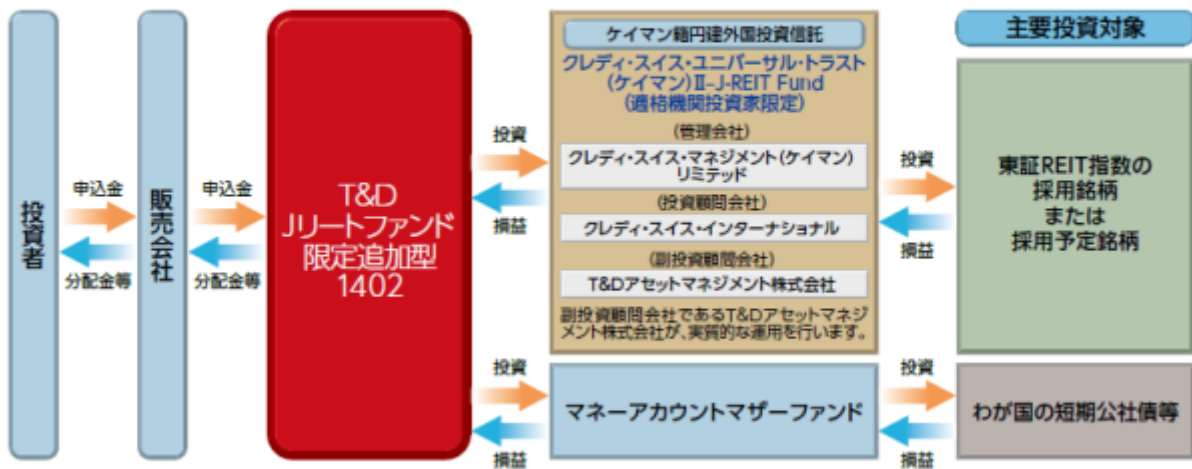 投資者
申込金
分配金等
販売会社
申込金
分配金等
T&D
Jリートファンド
限定追加型
1402
投資
損益
ケイマン籍円建外国投資信託
クレディ・スイス・ユニバーサル・トラスト
(ケイマン)Ⅱ-J-REIT Fund
(適格機関投資家限定)
(管理会社)
クレディ・スイス・マネジメント(ケイマン)
リミテッド
(投資顧問会社)
クレディ・スイス・インターナショナル
(副投資顧問会社)
T&Dアセットマネジメント株式会社
副投資顧問会社であるT&Dアセットマネジ
メント株式会社が、実質的な運用を行います。
投資
損益
主要投資対象
東証REIT指数の
採用銘柄
または
採用予定銘柄
投資
損益
マネーアカウントマザーファンド
投資
損益
わが国の短期公社債等